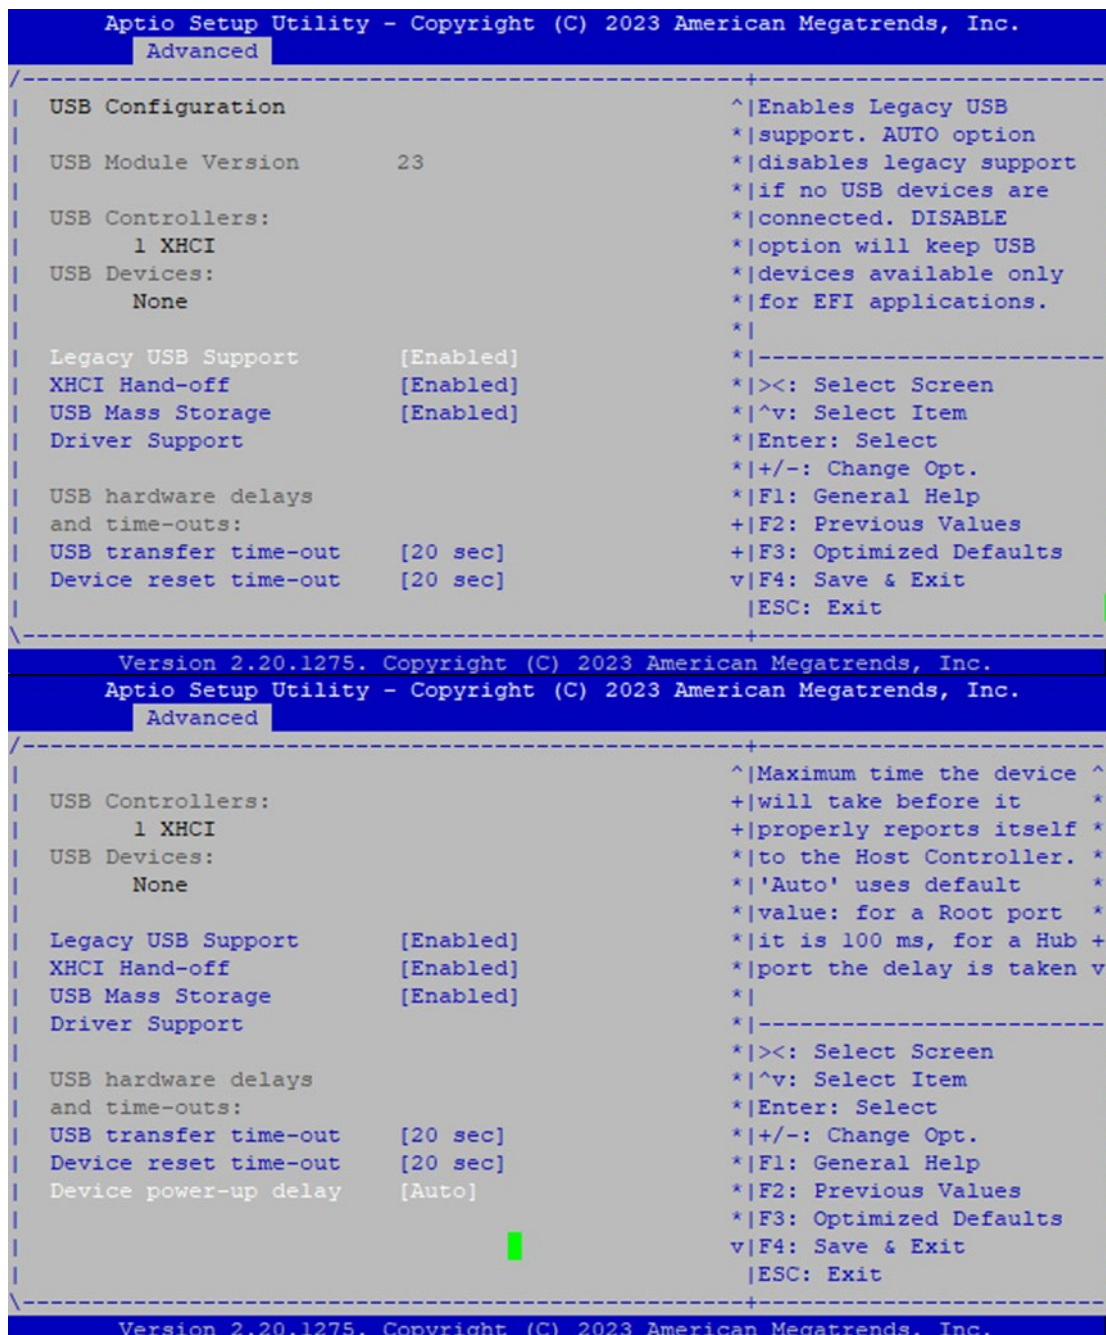 Aptio Setup Utility - Copyright (C) 2023 American Megatrends, Inc.
Advanced
/----------------------------------------------------+-------------------------
| USB Configuration ^|Enables Legacy USB
| *|support. AUTO option
| USB Module Version 23 *|disables legacy support
| *|if no USB devices are
| USB Controllers: *|connected. DISABLE
| 1 XHCI *|option will keep USB
| USB Devices: *|devices available only
| None *|for EFI applications.
| *|
| Legacy USB Support [Enabled] *|-------------------------
| XHCI Hand-off [Enabled] *|><: Select Screen
| USB Mass Storage [Enabled] *|^v: Select Item
| Driver Support *|Enter: Select
| *|+/-: Change Opt.
| USB hardware delays *|F1: General Help
| and time-outs: +|F2: Previous Values
| USB transfer time-out [20 sec] +|F3: Optimized Defaults
| Device reset time-out [20 sec] v|F4: Save & Exit
| |ESC: Exit
\----------------------------------------------------+-------------------------
Version 2.20.1275. Copyright (C) 2023 American Megatrends, Inc.
Aptio Setup Utility - Copyright (C) 2023 American Megatrends, Inc.
Advanced
/----------------------------------------------------+-------------------------
| ^|Maximum time the device ^
| USB Controllers: +|will take before it *
| 1 XHCI +|properly reports itself *
| USB Devices: *|to the Host Controller. *
| None *|'Auto' uses default *
| *|value: for a Root port *
| Legacy USB Support [Enabled] *|it is 100 ms, for a Hub +
| XHCI Hand-off [Enabled] *|port the delay is taken v
| USB Mass Storage [Enabled] *|
| Driver Support *|-------------------------
| *|><: Select Screen
| USB hardware delays *|^v: Select Item
| and time-outs: *|Enter: Select
| USB transfer time-out [20 sec] *|+/-: Change Opt.
| Device reset time-out [20 sec] *|F1: General Help
| Device power-up delay [Auto] *|F2: Previous Values
| *|F3: Optimized Defaults
| v|F4: Save & Exit
| |ESC: Exit
\----------------------------------------------------+-------------------------
Version 2.20.1275. Copyright (C) 2023 American Megatrends, Inc.